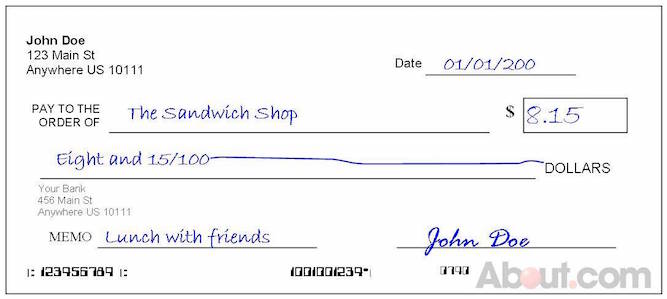 John Doe
123 Main St
Anywhere US 10111
Date 01/01/200
PAY TO THE
ORDER OF The Sandwich Shop $ 8.15
Eight and 15/100 DOLLARS
Your Bank
456 Main St
Anywhere US 10111
MEMO Lunch with friends John Doe
|: 123456789 |: 1001001234" 0740
About.com